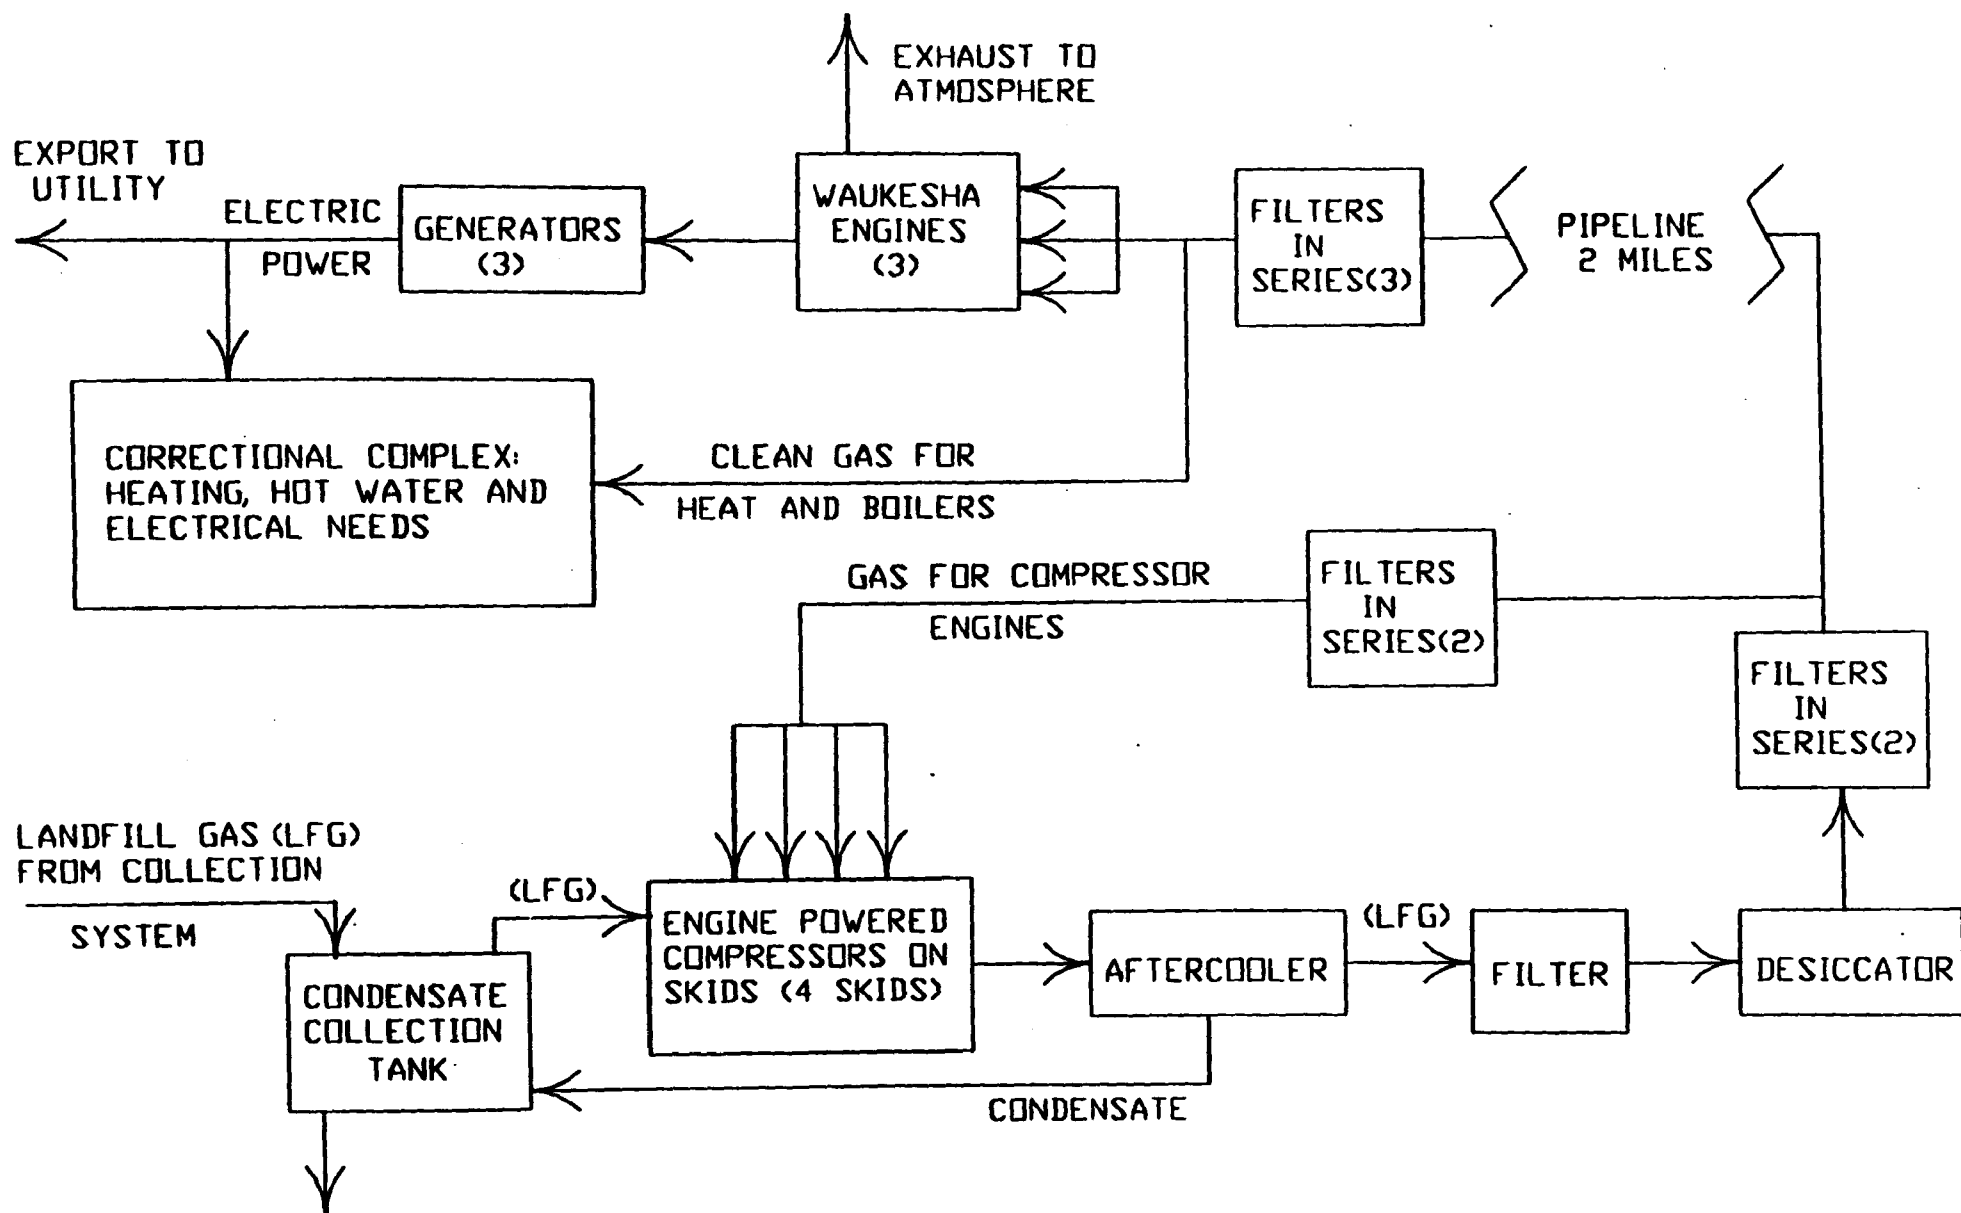 EXHAUST TO
ATMOSPHERE
EXPORT TO
UTILITY
ELECTRIC
POWER
GENERATORS
(3)
WAUKESHA
ENGINES
(3)
FILTERS
IN
SERIES(3)
PIPELINE
2 MILES
CORRECTIONAL COMPLEX:
HEATING, HOT WATER AND
ELECTRICAL NEEDS
CLEAN GAS FOR
HEAT AND BOILERS
GAS FOR COMPRESSOR
ENGINES
FILTERS
IN
SERIES(2)
FILTERS
IN
SERIES(2)
LANDFILL GAS (LFG)
FROM COLLECTION
SYSTEM
(LFG)
CONDENSATE
COLLECTION
TANK
ENGINE POWERED
COMPRESSORS ON
SKIDS (4 SKIDS)
AFTERCOOLER
(LFG)
FILTER
DESICCATOR
CONDENSATE